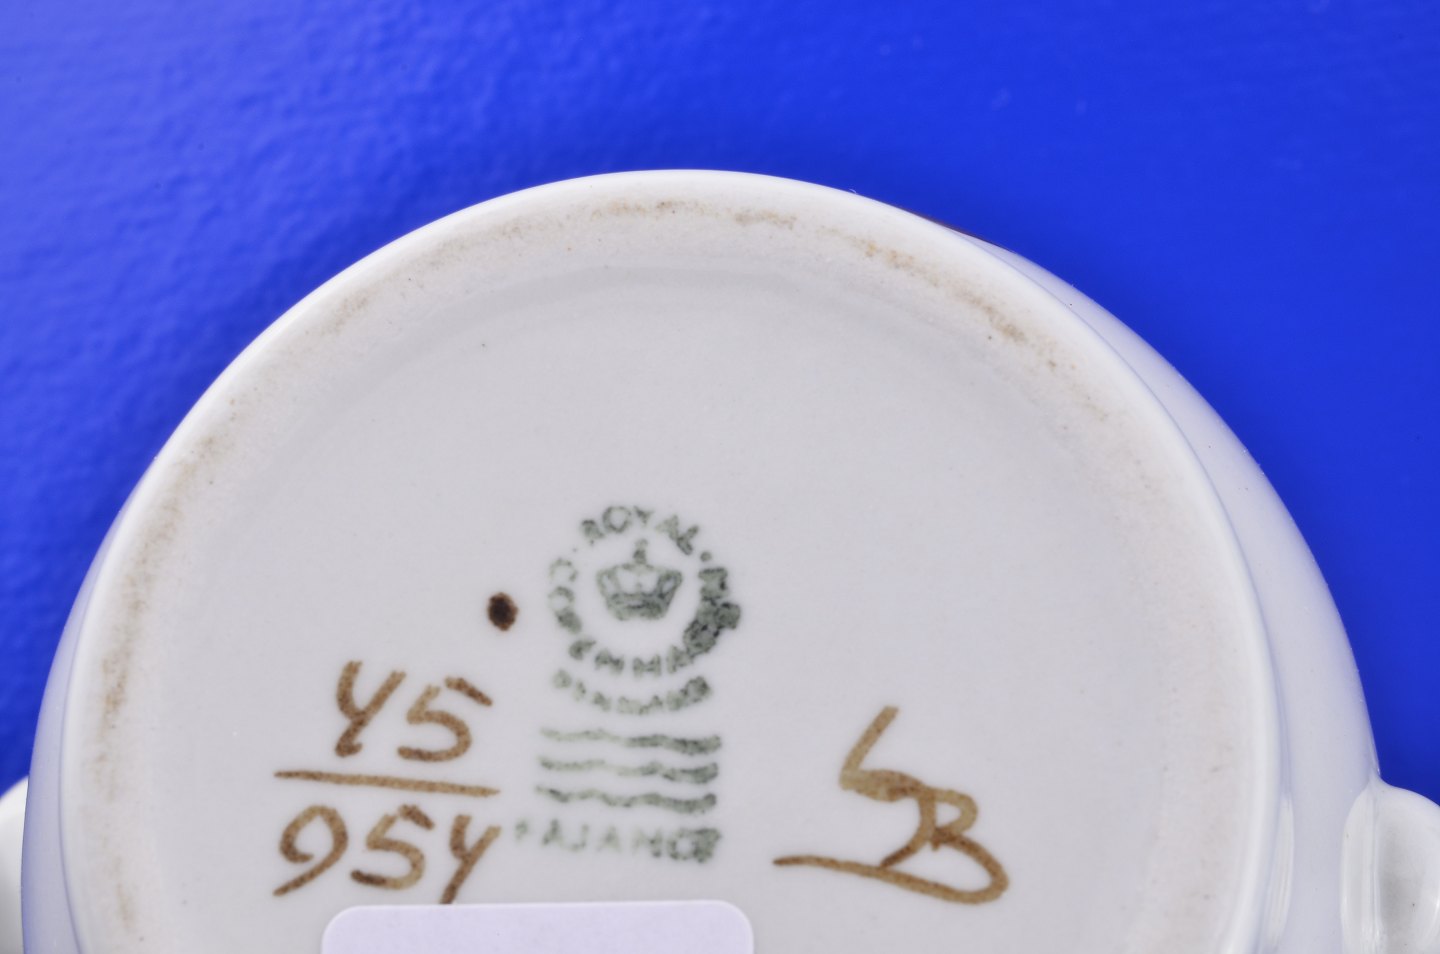 ROYAL
COPENHAGEN
DENMARK
FAJANCE
45
954
LB